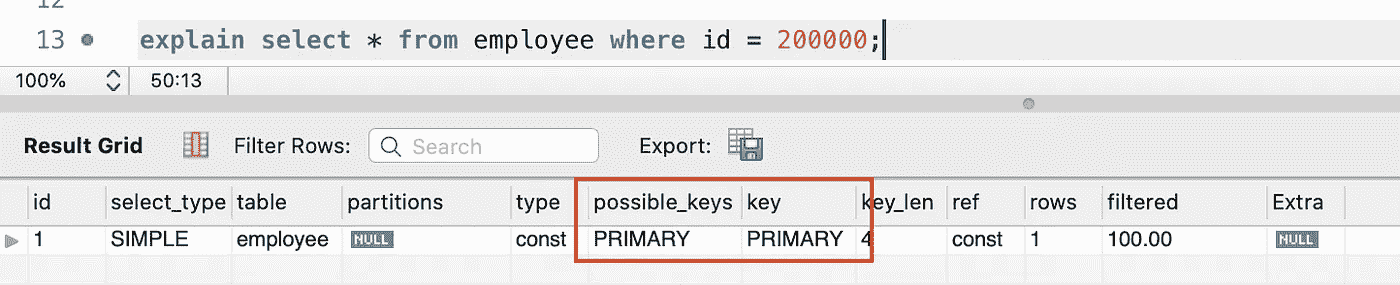 12
13 explain select * from employee where id = 200000;
100% 50:13
Result Grid Filter Rows: Search Export:
id select_type table partitions type possible_keys key key_len ref rows filtered Extra
1 SIMPLE employee NULL const PRIMARY PRIMARY 4 const 1 100.00 NULL